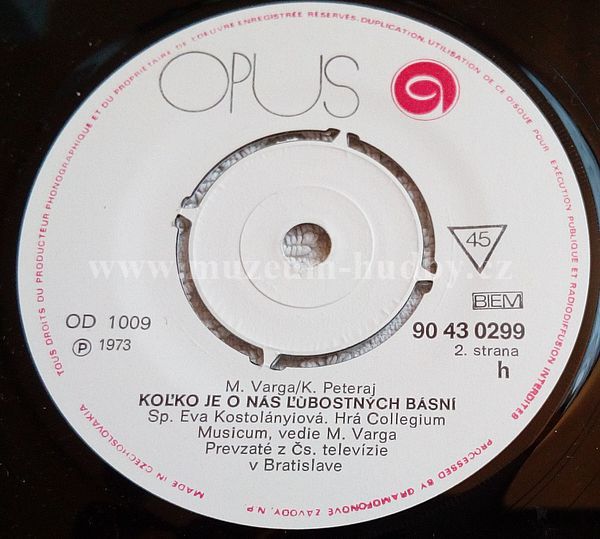 TOUS DROITS DU PRODUCTEUR PHONOGRAPHIQUE ET DU PROPRIETAIRE DE L'OEUVRE ENREGISTRÉE RÉSERVÉS. DUPLICATION, UTILISATION DE CE DISQUE POUR EXÉCUTION PUBLIQUE ET RADIODIFFUSION INTERDITES
OPUS
45
www.muzeum-hudby.cz
BIEM
OD 1009
90 43 0299
℗ 1973
2. strana
h
M. Varga/K. Peteraj
KOĽKO JE O NÁS ĽÚBOSTNÝCH BÁSNÍ
Sp. Eva Kostolányiová. Hrá Collegium
Musicum, vedie M. Varga
Prevzaté z Čs. televízie
v Bratislave
MADE IN CZECHOSLOVAKIA
PROCESSED BY GRAMOFONOVÉ ZÁVODY, N.P.